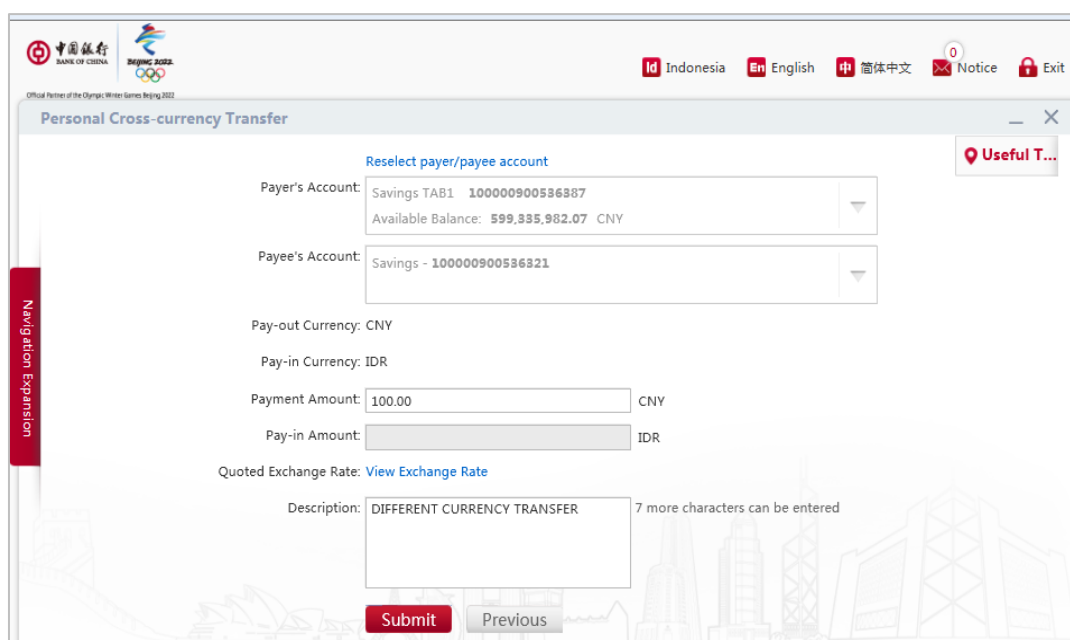 中国银行
BANK OF CHINA
BEIJING 2022
Official Partner of the Olympic Winter Games Beijing 2022
Id Indonesia En English 中 简体中文 0 Notice Exit
Personal Cross-currency Transfer
Useful T...
Reselect payer/payee account
Payer's Account: Savings TAB1 100000900536387
Available Balance: 599,335,982.07 CNY
Payee's Account: Savings - 100000900536321
Navigation Expansion
Pay-out Currency: CNY
Pay-in Currency: IDR
Payment Amount: 100.00 CNY
Pay-in Amount: IDR
Quoted Exchange Rate: View Exchange Rate
Description: DIFFERENT CURRENCY TRANSFER 7 more characters can be entered
Submit Previous